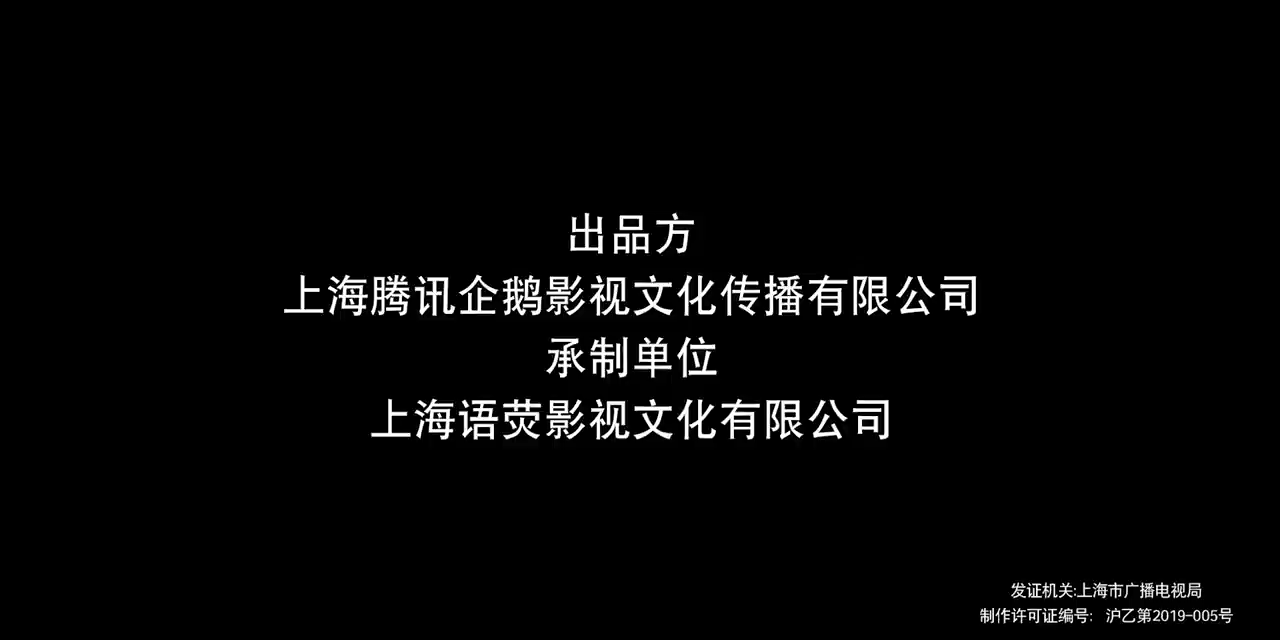 出品方
上海腾讯企鹅影视文化传播有限公司
承制单位
上海语荧影视文化有限公司
发证机关:上海市广播电视局
制作许可证编号: 沪乙第2019-005号